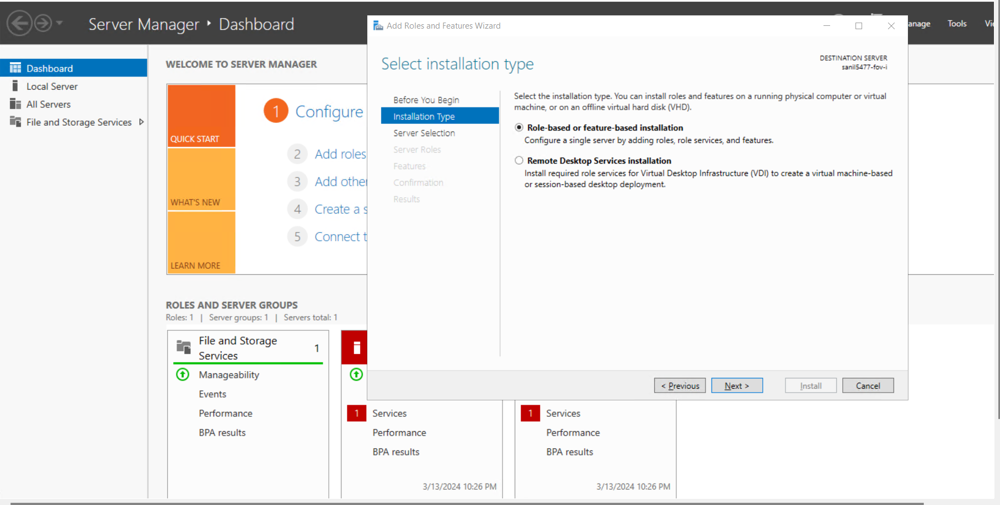 Server Manager ‣ Dashboard
Manage
Tools
Dashboard
Local Server
All Servers
File and Storage Services
WELCOME TO SERVER MANAGER
QUICK START
WHAT'S NEW
LEARN MORE
1 Configure
2 Add roles
3 Add other
4 Create a s
5 Connect t
ROLES AND SERVER GROUPS
Roles: 1 | Server groups: 1 | Servers total: 1
File and Storage
Services
1
Manageability
Events
Performance
BPA results
1 Services
Performance
BPA results
3/13/2024 10:26 PM
1 Services
Performance
BPA results
3/13/2024 10:26 PM
Add Roles and Features Wizard
Select installation type
DESTINATION SERVER
sanil5477-fov-i
Before You Begin
Installation Type
Server Selection
Server Roles
Features
Confirmation
Results
Select the installation type. You can install roles and features on a running physical computer or virtual
machine, or on an offline virtual hard disk (VHD).
Role-based or feature-based installation
Configure a single server by adding roles, role services, and features.
Remote Desktop Services installation
Install required role services for Virtual Desktop Infrastructure (VDI) to create a virtual machine-based
or session-based desktop deployment.
< Previous
Next >
Install
Cancel